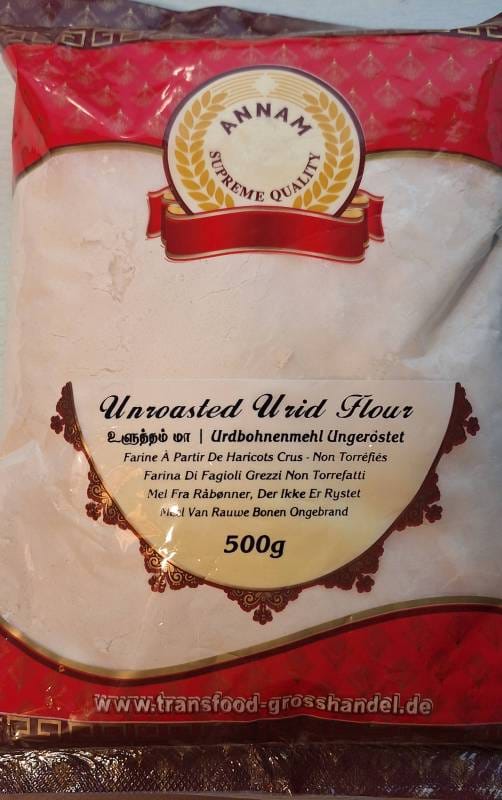 ANNAM
SUPREME QUALITY
Unroasted Urid Flour
உளுத்தம் மா | Urdbohnenmehl Ungeröstet
Farine À Partir De Haricots Crus - Non Torréfiés
Farina Di Fagioli Grezzi Non Torrefatti
Mel Fra Råbønner, Der Ikke Er Rystet
Meel Van Rauwe Bonen Ongebrand
500g
www.transfood-grosshandel.de